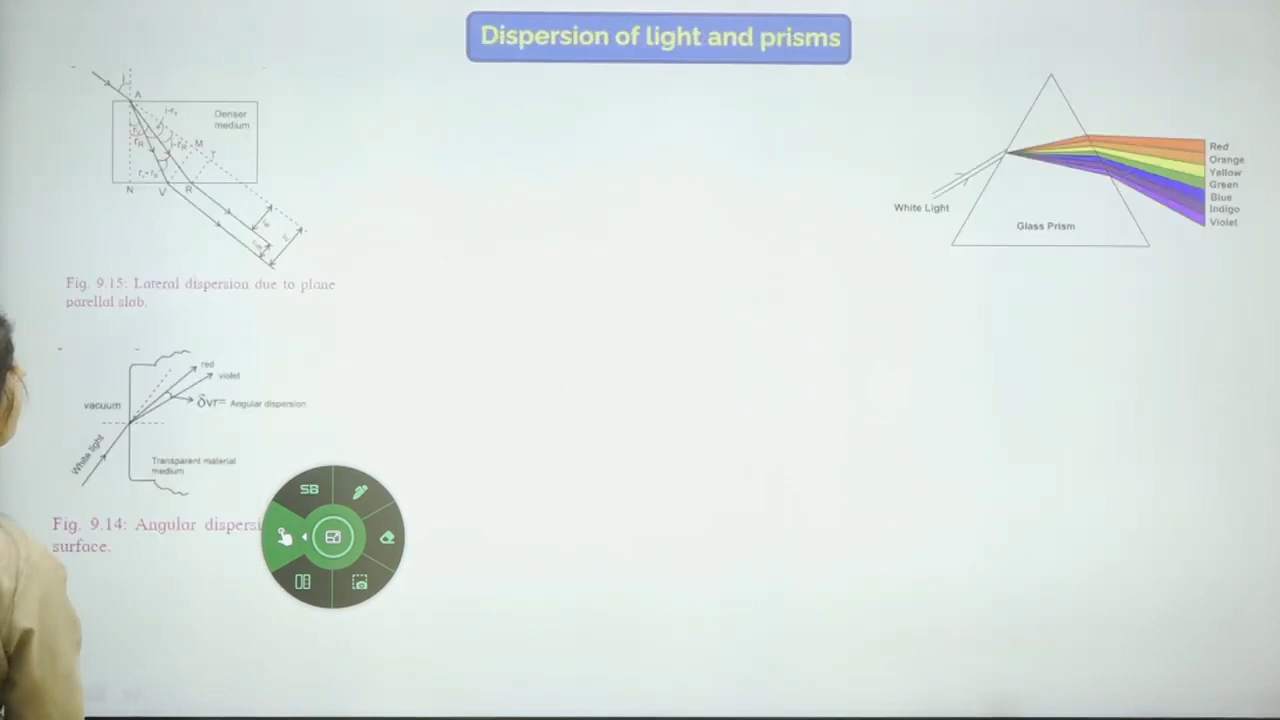 Dispersion of light and prisms
i
A
i-rv
Denser
medium
rR
M
T
N
V
R
Fig. 9.15: Lateral dispersion due to plane
parellal slab.
red
violet
vacuum
δvr= Angular dispersion
White light
Transparent material
medium
Fig. 9.14: Angular dispersi
surface.
SB
White Light
Glass Prism
Red
Orange
Yellow
Green
Blue
Indigo
Violet